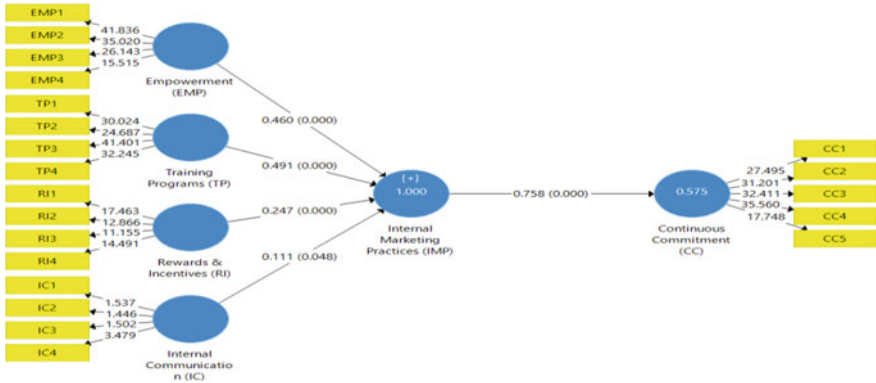 EMP1
EMP2
EMP3
EMP4
41.836
35.020
26.143
15.515
Empowerment
(EMP)
TP1
TP2
TP3
TP4
30.024
24.687
41.401
32.245
Training
Programs (TP)
RI1
RI2
RI3
RI4
17.463
12.866
11.155
14.491
Rewards &
Incentives (RI)
IC1
IC2
IC3
IC4
1.537
1.446
1.502
3.479
Internal
Communicatio
n (IC)
0.460 (0.000)
0.491 (0.000)
0.247 (0.000)
0.111 (0.048)
[+]
1.000
Internal
Marketing
Practices (IMP)
0.758 (0.000)
0.575
Continuous
Commitment
(CC)
27.495
31.201
32.411
35.560
17.748
CC1
CC2
CC3
CC4
CC5